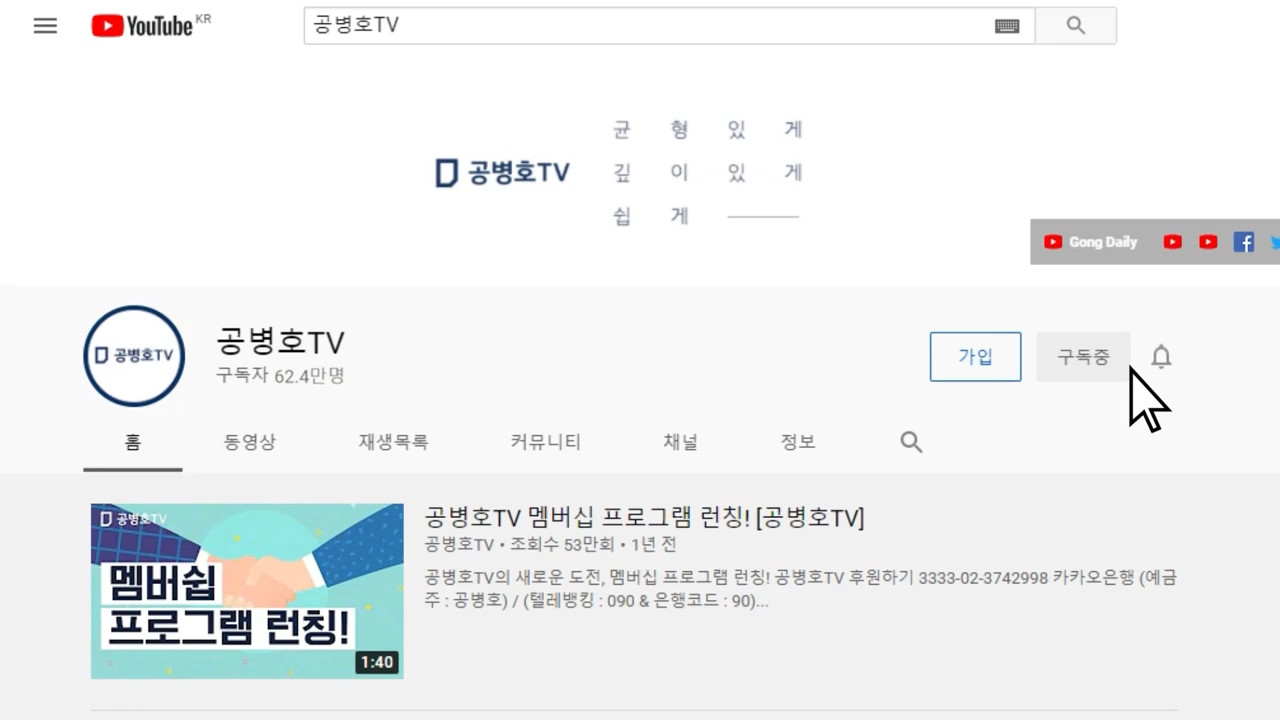 YouTube KR
공병호TV
균 형 있 게
공병호TV 깊 이 있 게
쉽 게
Gong Daily
공병호TV
공병호TV
구독자 62.4만명
가입
구독중
홈 동영상 재생목록 커뮤니티 채널 정보
공병호TV
멤버쉽
프로그램 런칭!
1:40
공병호TV 멤버십 프로그램 런칭! [공병호TV]
공병호TV • 조회수 53만회 • 1년 전
공병호TV의 새로운 도전, 멤버십 프로그램 런칭! 공병호TV 후원하기 3333-02-3742998 카카오은행 (예금
주 : 공병호) / (텔레뱅킹 : 090 & 은행코드 : 90)...